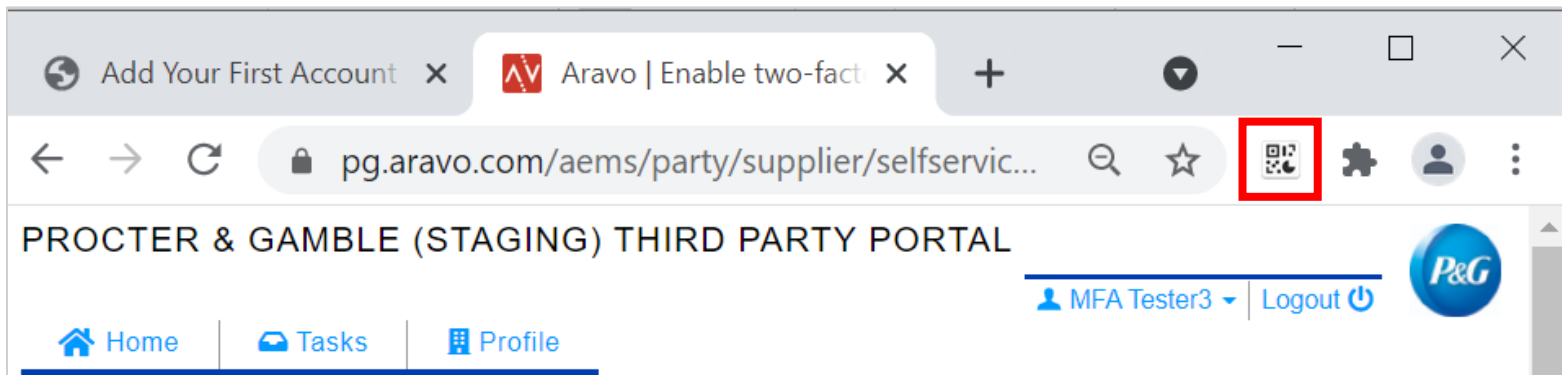 Add Your First Account
Aravo | Enable two-facto
pg.aravo.com/aems/party/supplier/selfservic...
PROCTER & GAMBLE (STAGING) THIRD PARTY PORTAL
P&G
MFA Tester3
Logout
Home
Tasks
Profile